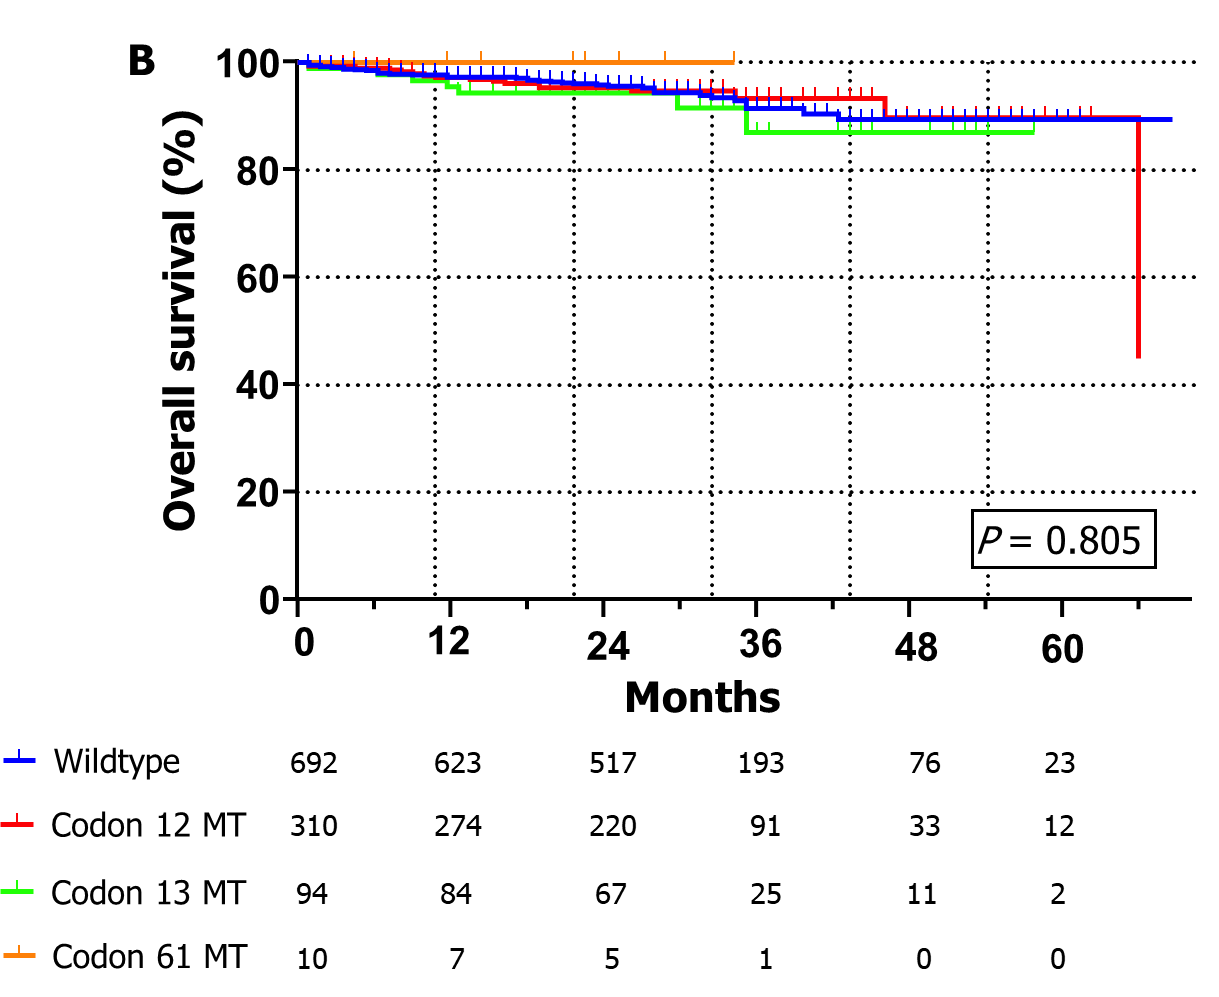 B
100
80
60
40
20
0
Overall survival (%)
P = 0.805
0 12 24 36 48 60
Months
Wildtype 692 623 517 193 76 23
Codon 12 MT 310 274 220 91 33 12
Codon 13 MT 94 84 67 25 11 2
Codon 61 MT 10 7 5 1 0 0